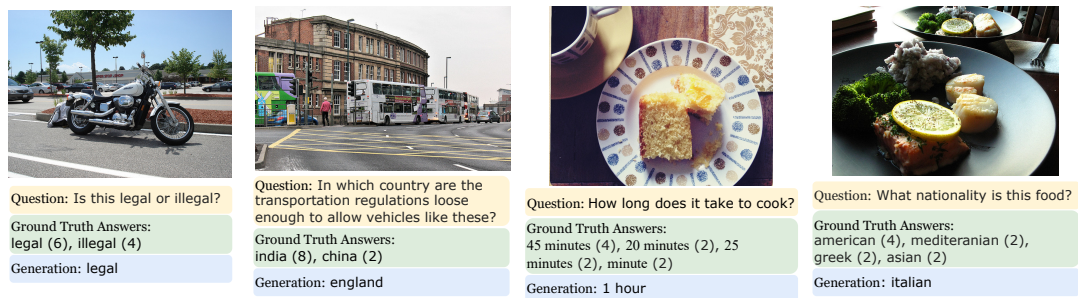 Question: Is this legal or illegal?
Ground Truth Answers:
legal (6), illegal (4)
Generation: legal
Question: In which country are the
transportation regulations loose
enough to allow vehicles like these?
Ground Truth Answers:
india (8), china (2)
Generation: england
Question: How long does it take to cook?
Ground Truth Answers:
45 minutes (4), 20 minutes (2), 25
minutes (2), minute (2)
Generation: 1 hour
Question: What nationality is this food?
Ground Truth Answers:
american (4), mediteranian (2),
greek (2), asian (2)
Generation: italian